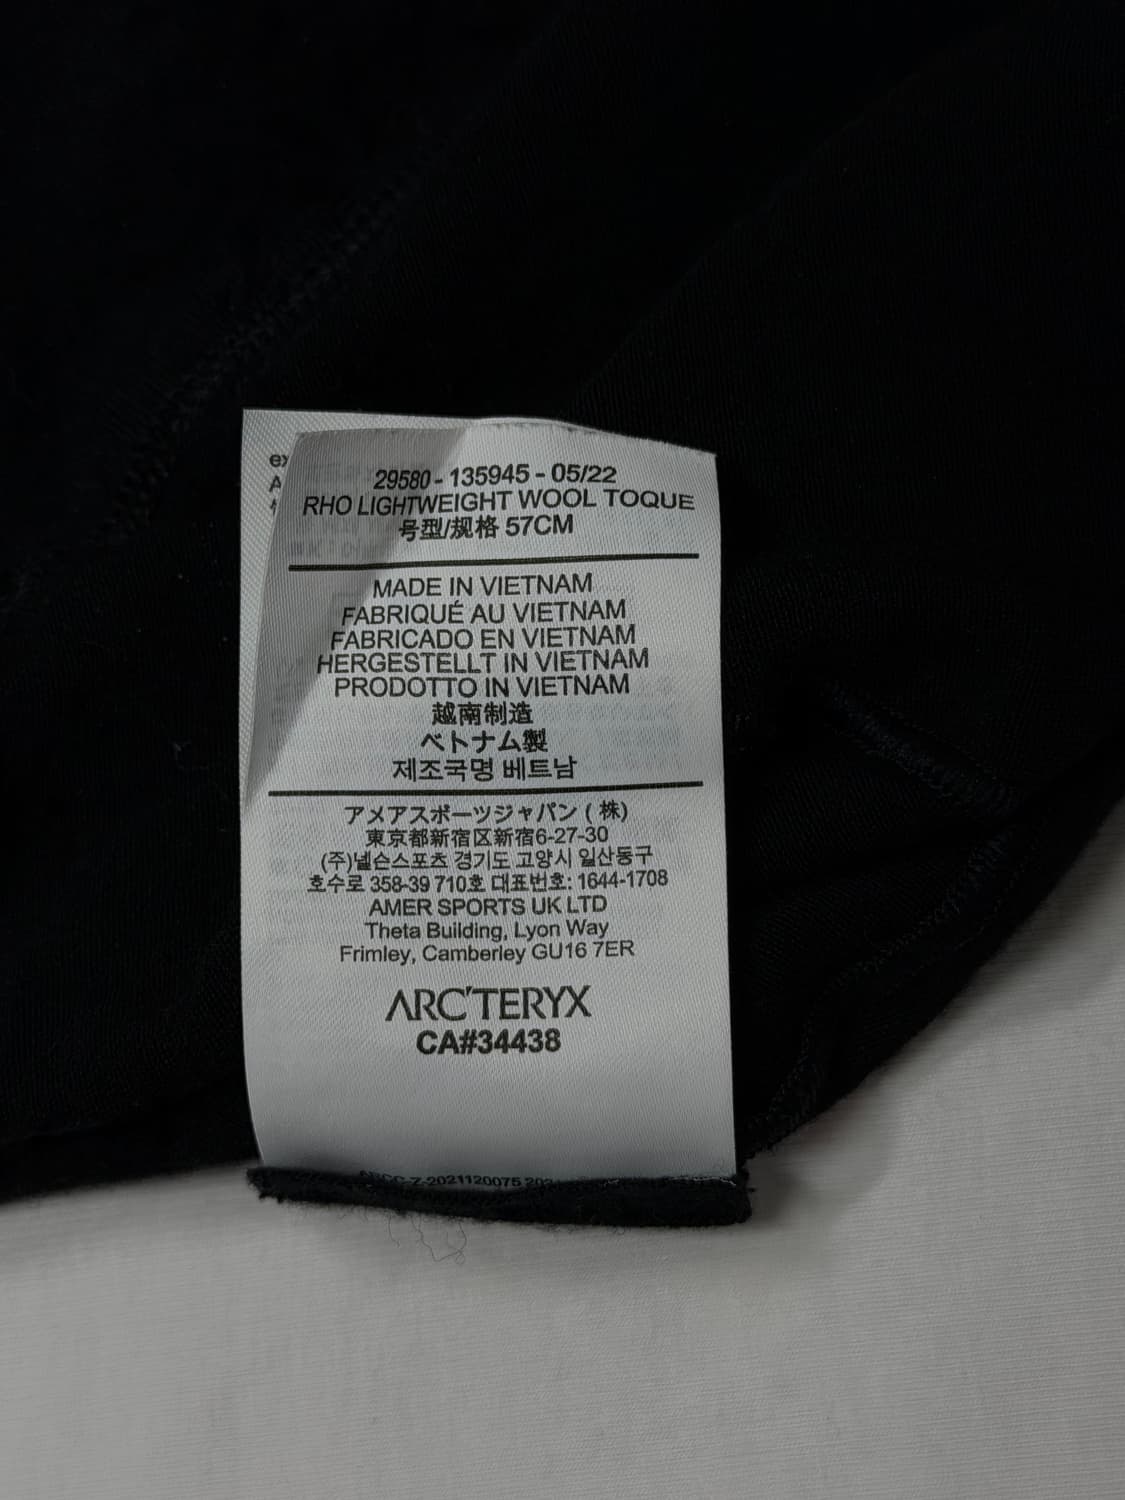 29580 - 135945 - 05/22
RHO LIGHTWEIGHT WOOL TOQUE
号型/规格 57CM
MADE IN VIETNAM
FABRIQUÉ AU VIETNAM
FABRICADO EN VIETNAM
HERGESTELLT IN VIETNAM
PRODOTTO IN VIETNAM
越南制造
ベトナム製
제조국명 베트남
アメアスポーツジャパン ( 株)
東京都新宿区新宿6-27-30
(주)넬슨스포츠 경기도 고양시 일산동구
호수로 358-39 710호 대표번호: 1644-1708
AMER SPORTS UK LTD
Theta Building, Lyon Way
Frimley, Camberley GU16 7ER
ARC'TERYX
CA#34438
-Z-2021120075